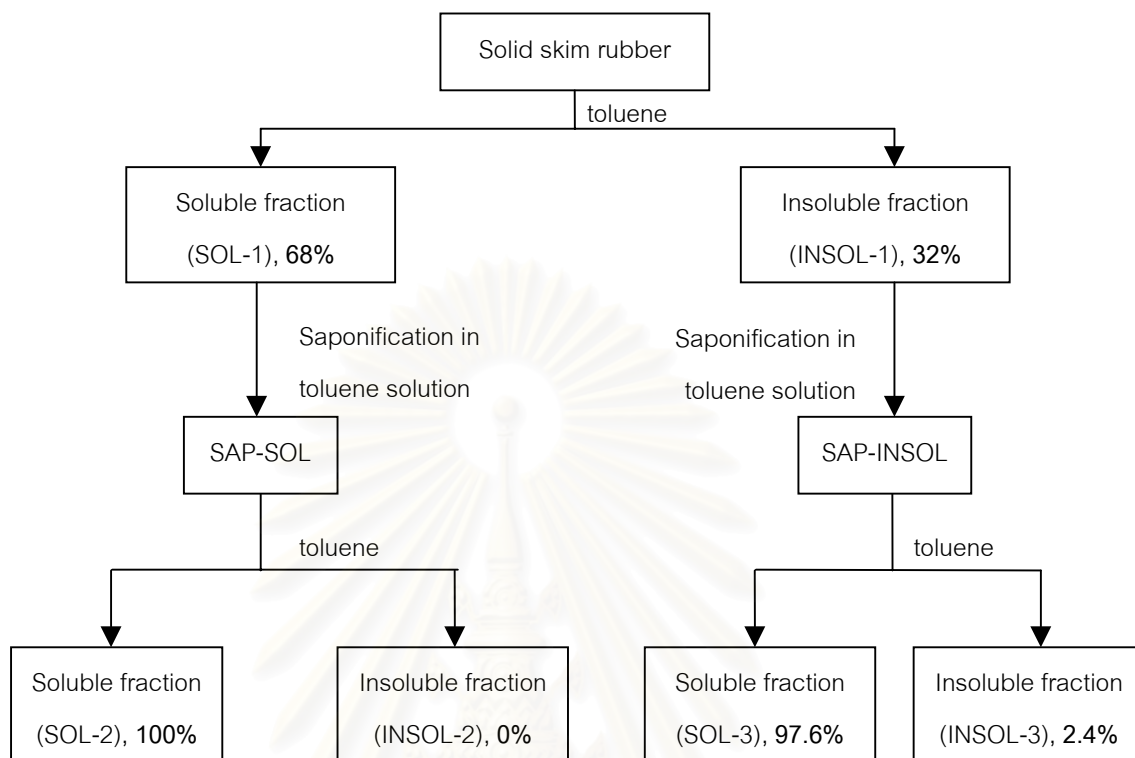 Solid skim rubber
toluene
Soluble fraction
(SOL-1), 68%
Insoluble fraction
(INSOL-1), 32%
Saponification in
toluene solution
Saponification in
toluene solution
SAP-SOL
SAP-INSOL
toluene
toluene
Soluble fraction
(SOL-2), 100%
Insoluble fraction
(INSOL-2), 0%
Soluble fraction
(SOL-3), 97.6%
Insoluble fraction
(INSOL-3), 2.4%